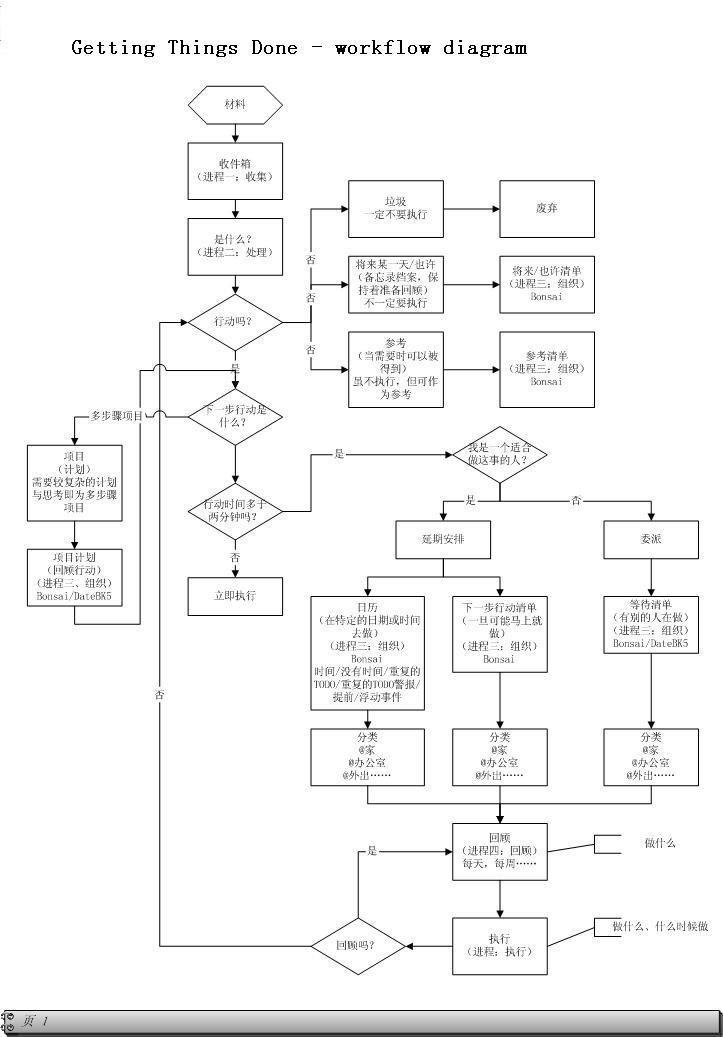 Getting Things Done - workflow diagram
材料
收件箱
(进程一：收集)
是什么？
(进程二：处理)
行动吗？
否
否
否
垃圾
一定不要执行
废弃
将来某一天/也许
(备忘录档案，保
持着准备回顾)
不一定要执行
将来/也许清单
(进程三：组织)
Bonsai
参考
(当需要时可以被
得到)
虽不执行，但可作
为参考
参考清单
(进程三：组织)
Bonsai
是
下一步行动是
什么？
多步骤项目
项目
(计划)
需要较复杂的计划
与思考即为多步骤
项目
项目计划
(回顾行动)
(进程三、组织)
Bonsai/DateBK5
行动时间多于
两分钟吗？
是
否
立即执行
我是一个适合
做这事的人？
是
否
延期安排
委派
日历
(在特定的日期或时间
去做)
(进程三：组织)
Bonsai
时间/没有时间/重复的
TODO/重复的TODO警报/
提前/浮动事件
下一步行动清单
(一旦可能马上就
做)
(进程三：组织)
Bonsai
等待清单
(有别的人在做)
(进程三：组织)
Bonsai/DateBK5
否
分类
@家
@办公室
@外出……
分类
@家
@办公室
@外出……
分类
@家
@办公室
@外出……
回顾
(进程四：回顾)
每天，每周……
做什么
是
执行
(进程：执行)
做什么、什么时候做
回顾吗？
页 1